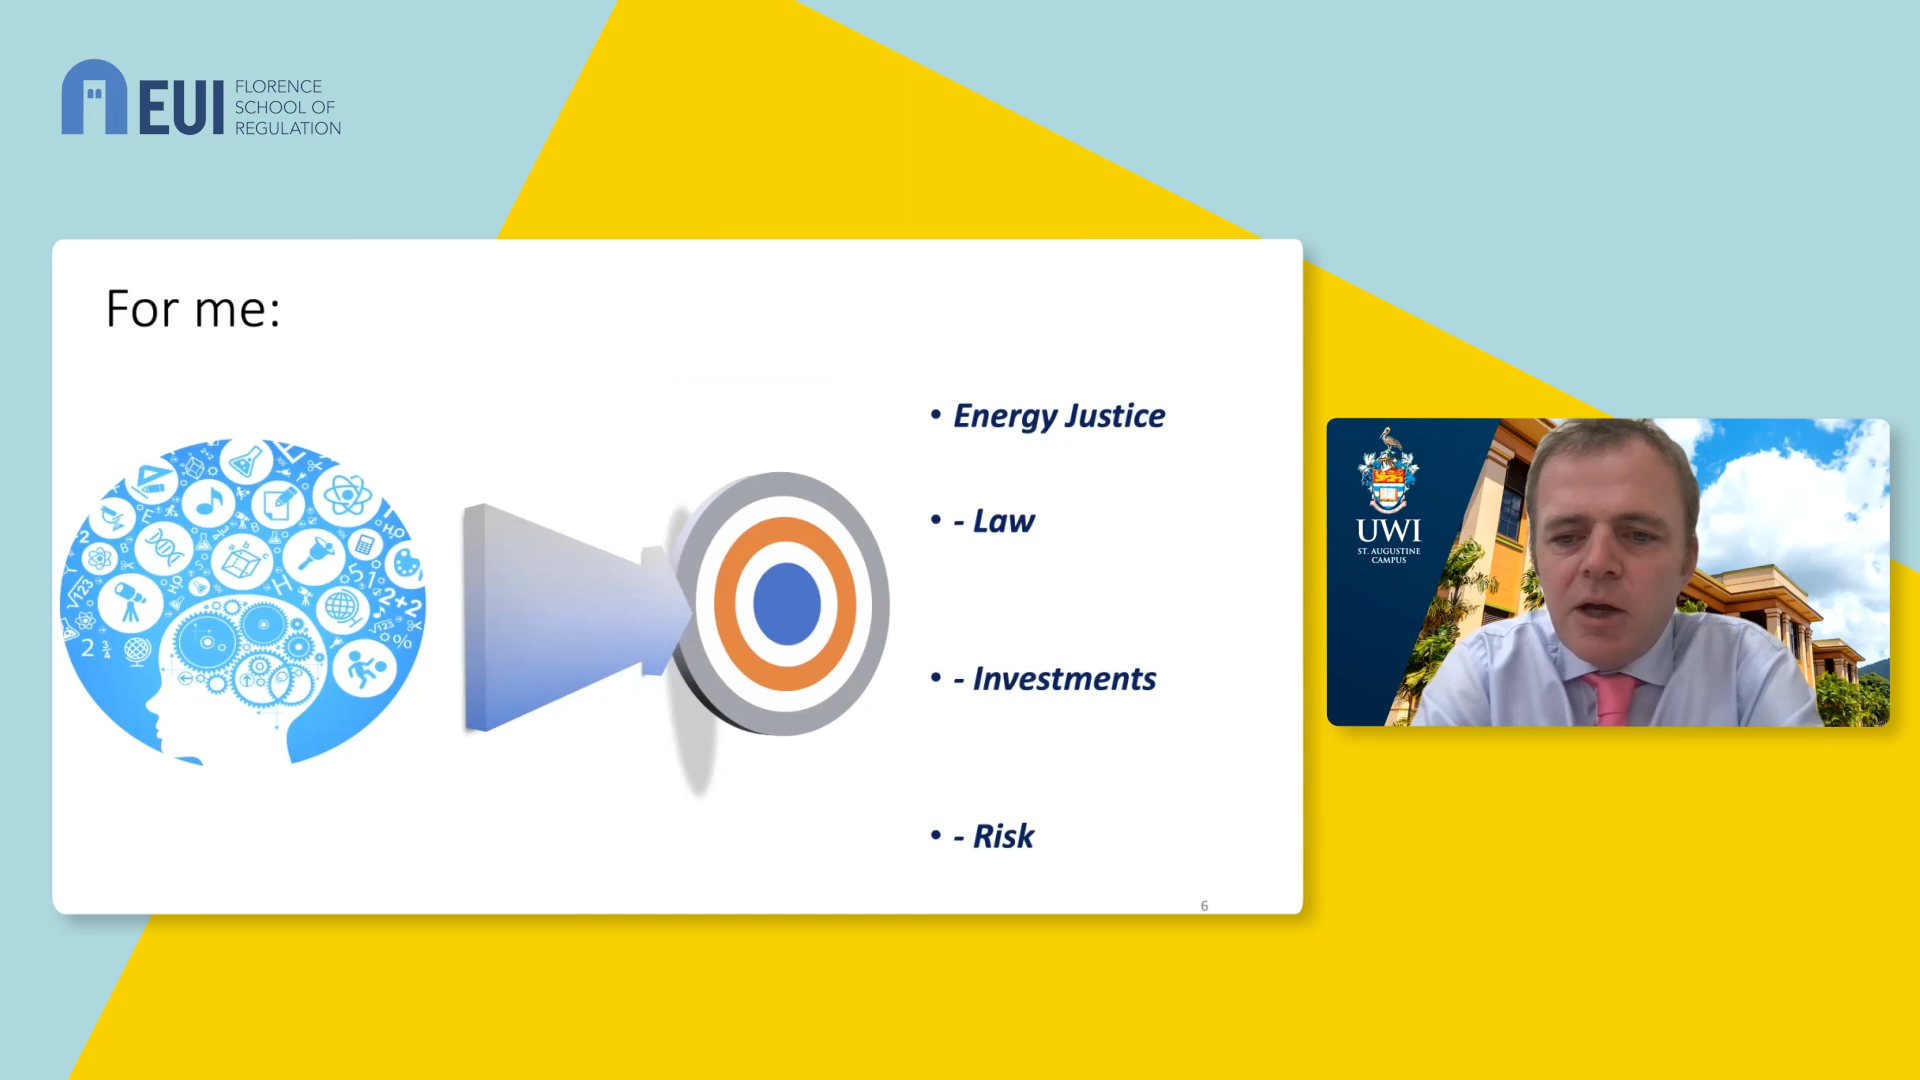 EUI
FLORENCE
SCHOOL OF
REGULATION
For me:
• Energy Justice
• - Law
• - Investments
• - Risk
6
UWI
ST. AUGUSTINE
CAMPUS